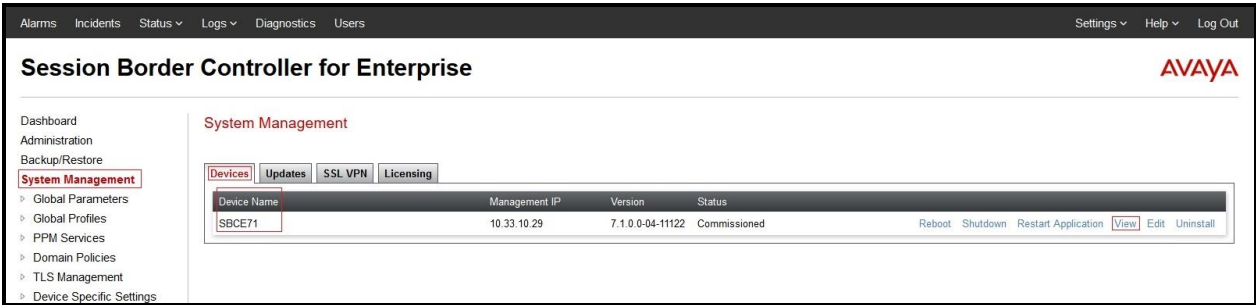 Alarms Incidents Status Logs Diagnostics Users Settings Help Log Out
Session Border Controller for Enterprise
AVAYA
Dashboard
Administration
Backup/Restore
System Management
Global Parameters
Global Profiles
PPM Services
Domain Policies
TLS Management
Device Specific Settings
System Management
Devices Updates SSL VPN Licensing
Device Name Management IP Version Status
SBCE71 10.33.10.29 7.1.0.0-04-11122 Commissioned Reboot Shutdown Restart Application View Edit Uninstall